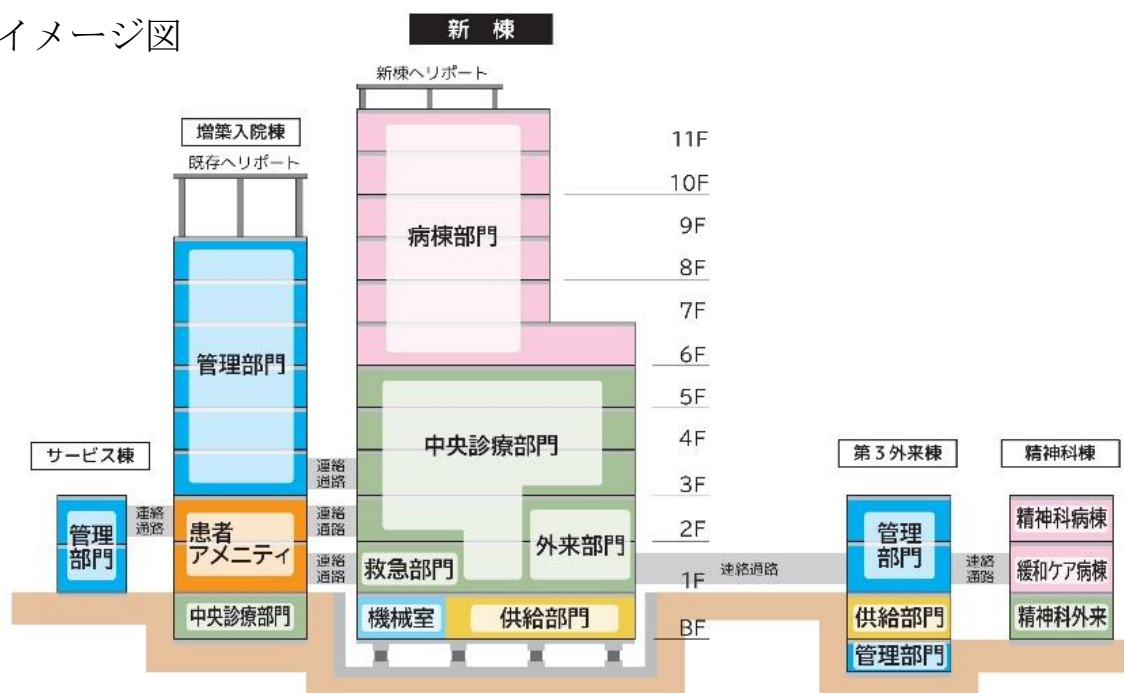 イメージ図
新 棟
新棟ヘリポート
増築入院棟
既存ヘリポート
11F
10F
9F
8F
7F
6F
5F
4F
3F
2F
1F
BF
病棟部門
管理部門
中央診療部門
サービス棟
第3外来棟
精神科棟
連絡
通路
連絡
通路
連絡
通路
連絡
通路
管理
部門
患者
アメニティ
外来部門
救急部門
連絡通路
管理
部門
連絡
通路
精神科病棟
緩和ケア病棟
中央診療部門
機械室
供給部門
供給部門
精神科外来
管理部門